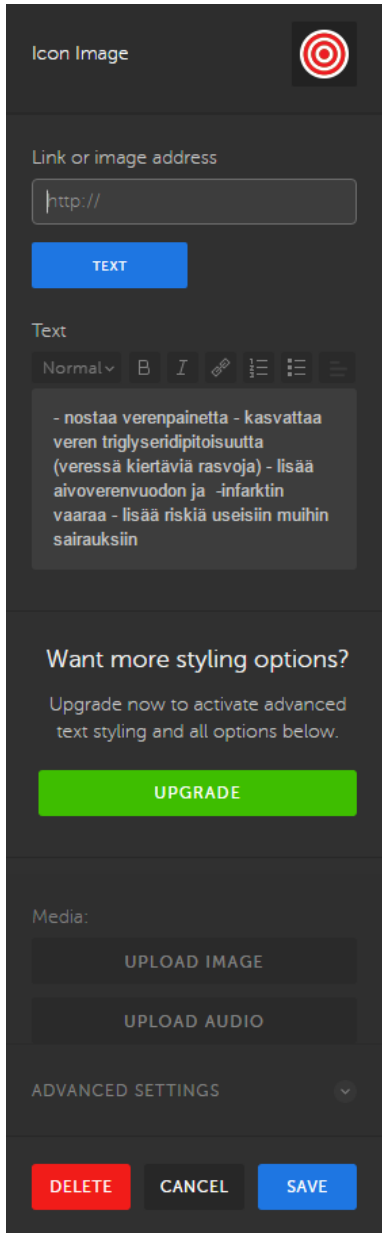 Icon Image
Link or image address
http://
TEXT
Text
Normal B I
- nostaa verenpainetta - kasvattaa
veren triglyseridipitoisuutta
(veressä kiertäviä rasvoja) - lisää
aivoverenvuodon ja -infarktin
vaaraa - lisää riskiä useisiin muihin
sairauksiin
Want more styling options?
Upgrade now to activate advanced
text styling and all options below.
UPGRADE
Media:
UPLOAD IMAGE
UPLOAD AUDIO
ADVANCED SETTINGS
DELETE CANCEL SAVE